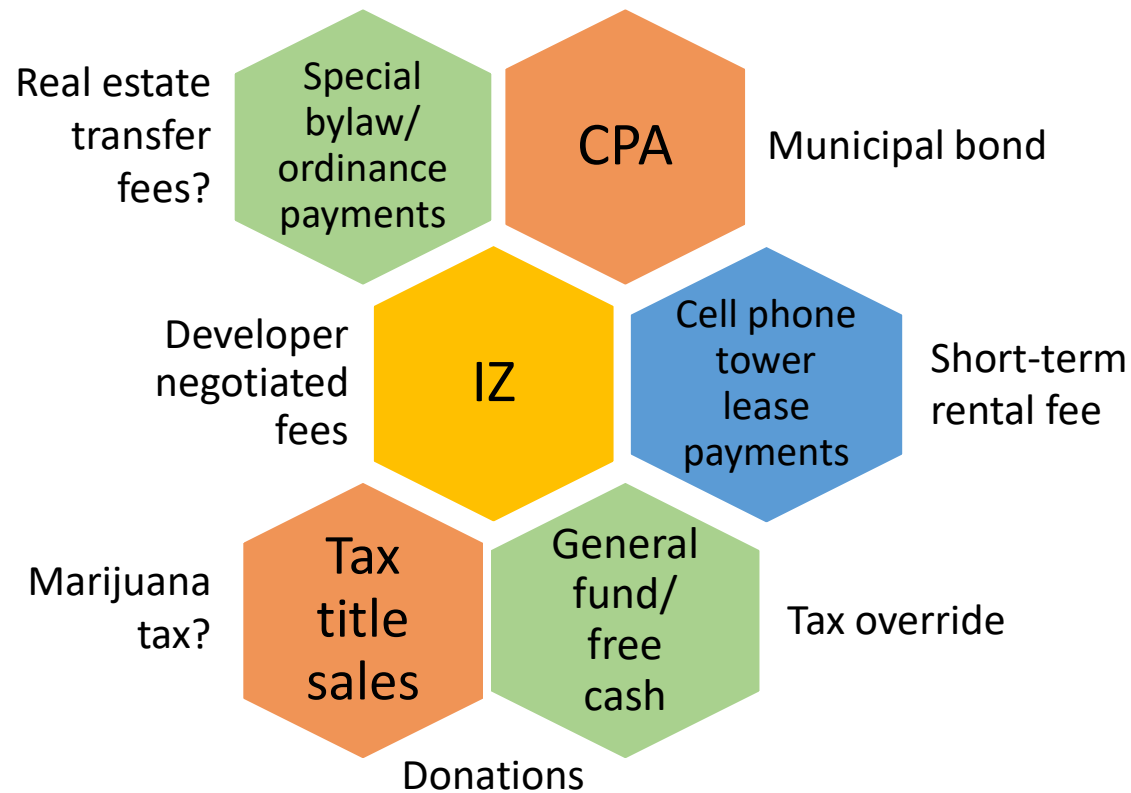 Real estate
transfer
fees?
Special
bylaw/
ordinance
payments
CPA
Municipal bond
Developer
negotiated
fees
IZ
Cell phone
tower
lease
payments
Short-term
rental fee
Marijuana
tax?
Tax
title
sales
General
fund/
free
cash
Tax override
Donations